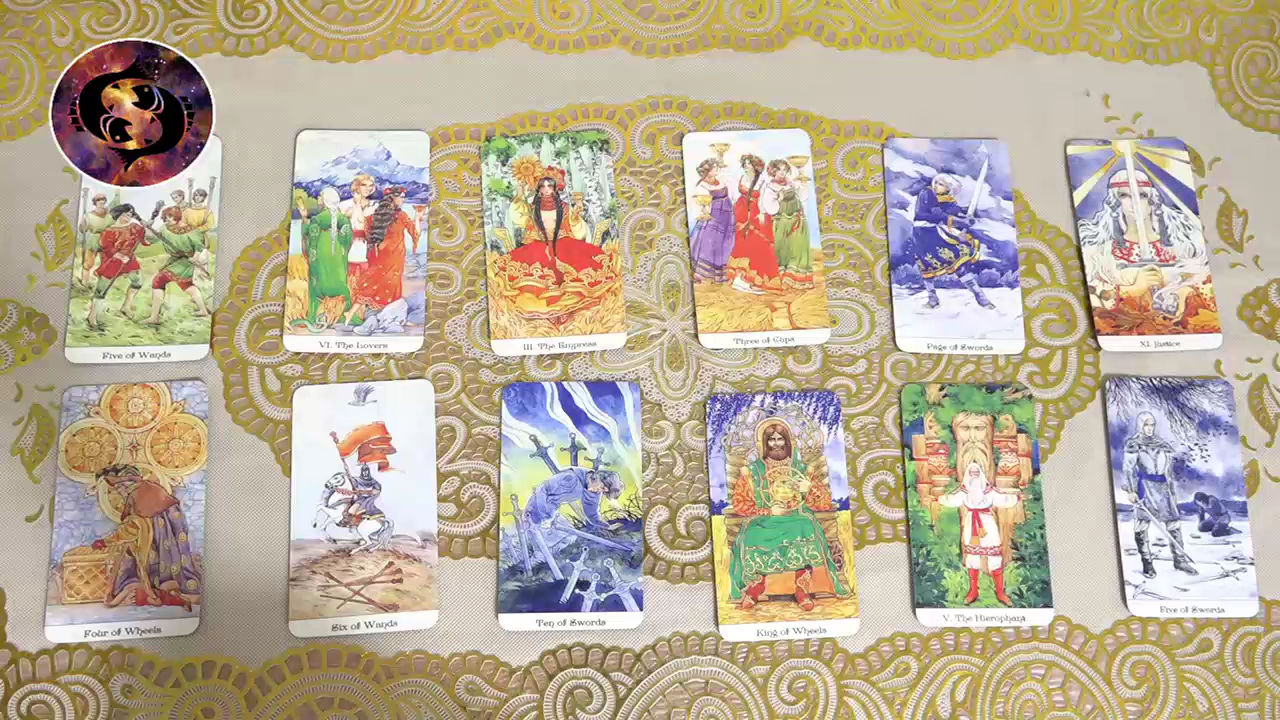 Five of Wands
VI. The Lovers
III. The Empress
Three of Cups
Page of Swords
XI. Justice
Four of Wheels
Six of Wands
Ten of Swords
King of Wheels
V. The Hierophant
Five of Swords